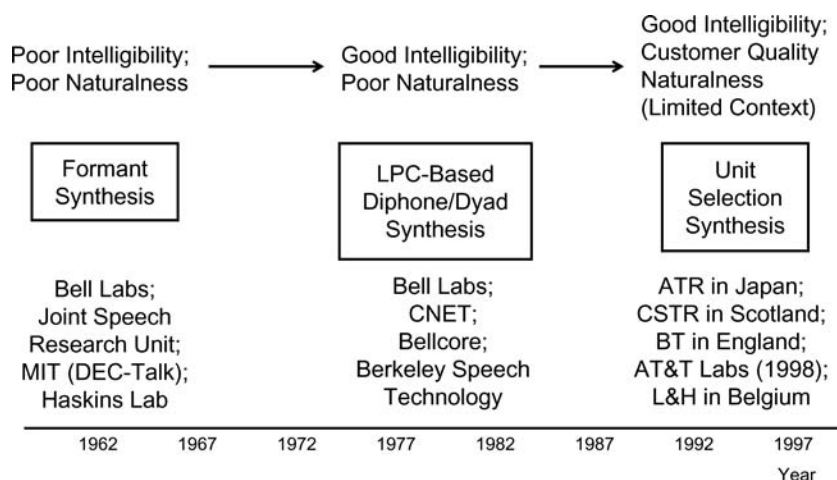 Poor Intelligibility;
Poor Naturalness
Good Intelligibility;
Poor Naturalness
Good Intelligibility;
Customer Quality
Naturalness
(Limited Context)
Formant
Synthesis
LPC-Based
Diphone/Dyad
Synthesis
Unit
Selection
Synthesis
Bell Labs;
Joint Speech
Research Unit;
MIT (DEC-Talk);
Haskins Lab
Bell Labs;
CNET;
Bellcore;
Berkeley Speech
Technology
ATR in Japan;
CSTR in Scotland;
BT in England;
AT&T Labs (1998);
L&H in Belgium
1962 1967 1972 1977 1982 1987 1992 1997
Year